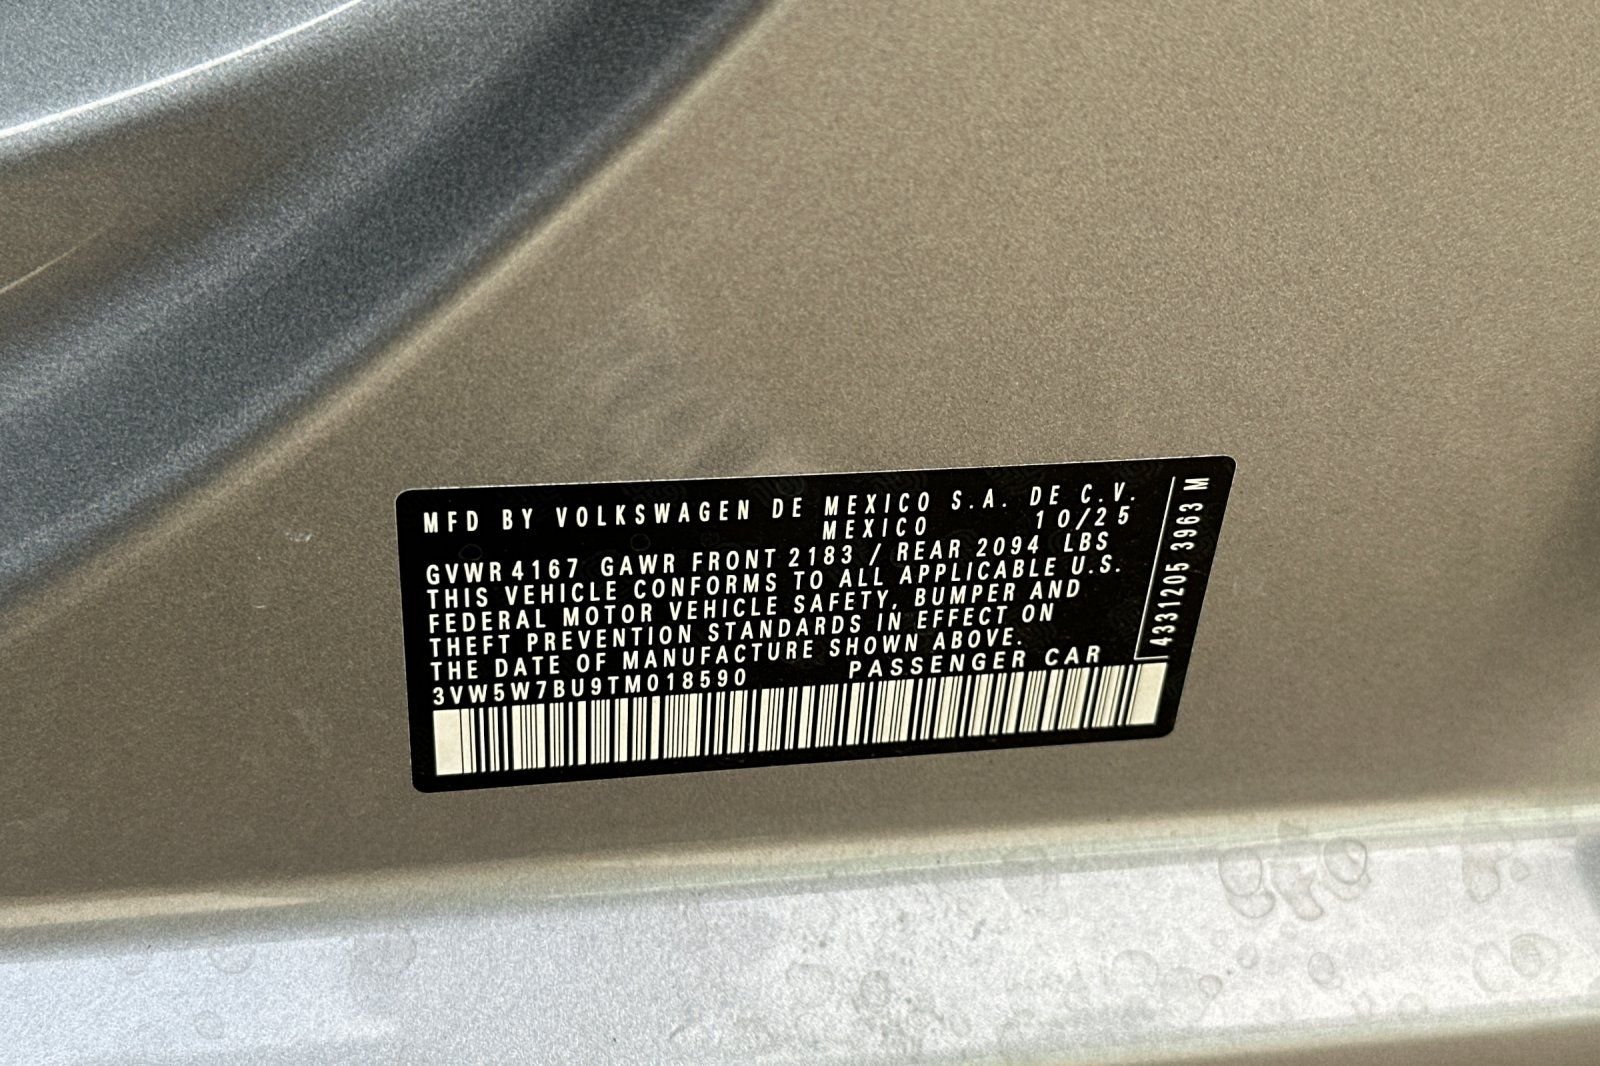 MFD BY VOLKSWAGEN DE MEXICO S.A. DE C.V.
MEXICO 10/25
GVWR 4167 GAWR FRONT 2183 / REAR 2094 LBS
THIS VEHICLE CONFORMS TO ALL APPLICABLE U.S.
FEDERAL MOTOR VEHICLE SAFETY, BUMPER AND
THEFT PREVENTION STANDARDS IN EFFECT ON
THE DATE OF MANUFACTURE SHOWN ABOVE.
3VW5W7BU9TM018590 PASSENGER CAR
4331205 3963 M